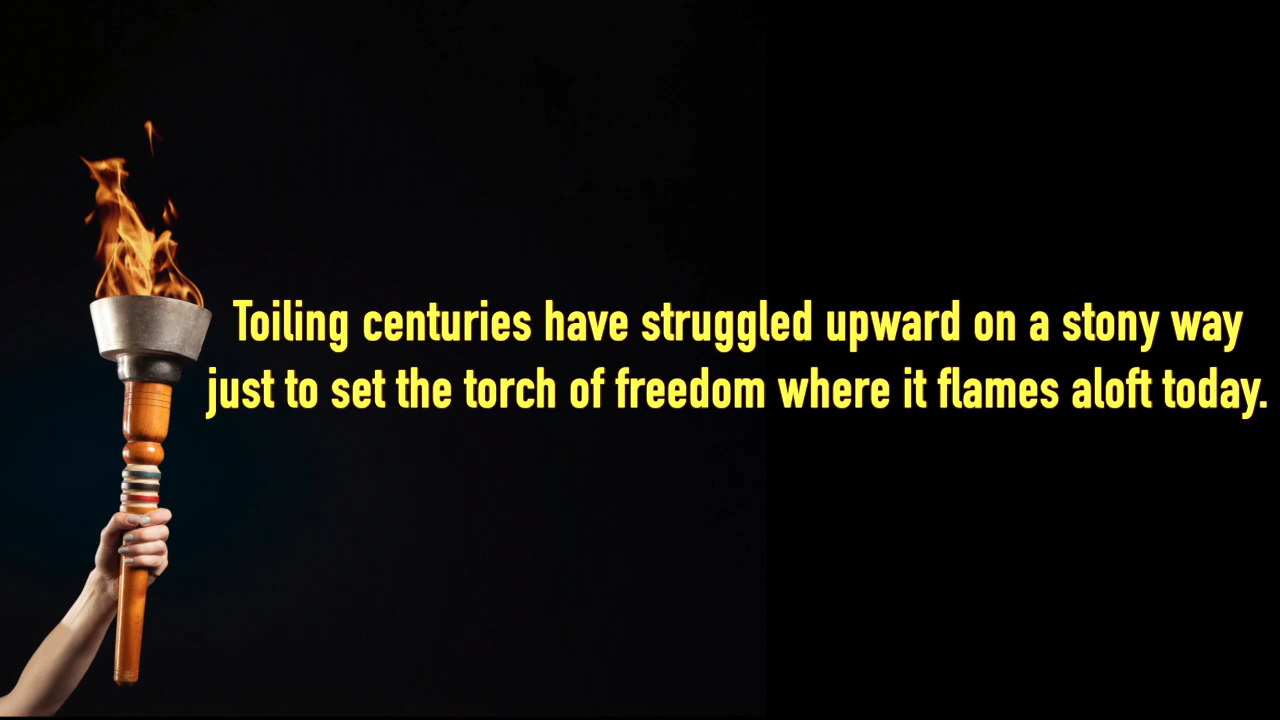 Toiling centuries have struggled upward on a stony way
just to set the torch of freedom where it flames aloft today.